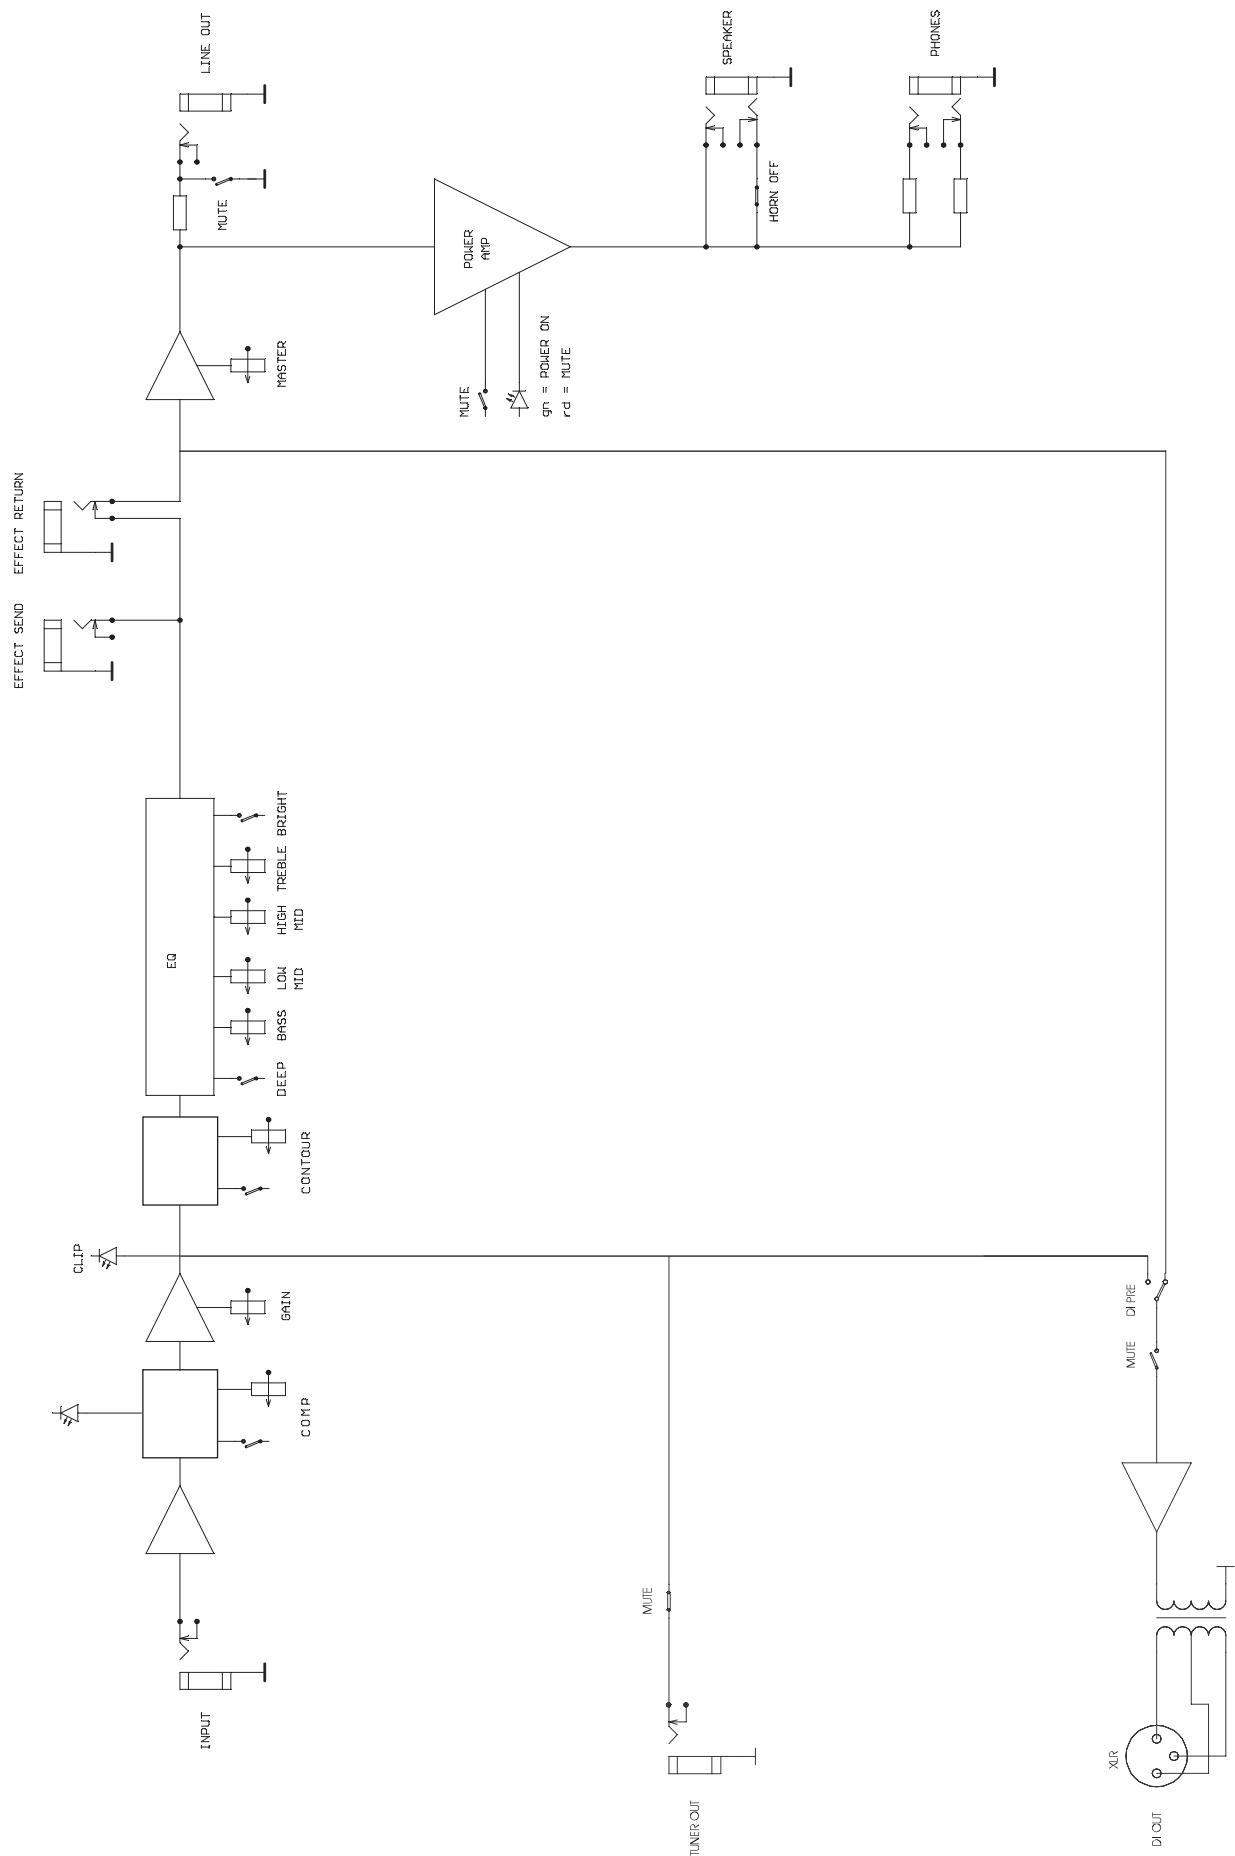 INPUT
COMP
GAIN
CLIP
CONTOUR
EQ
DEEP
BASS
LOW
MID
HIGH
MID
TREBLE
BRIGHT
EFFECT SEND
EFFECT RETURN
MASTER
MUTE
LINE OUT
POWER
AMP
MUTE
gn = POWER ON
rd = MUTE
HORN OFF
SPEAKER
PHONES
TUNER OUT
MUTE
DI OUT
XLR
MUTE
DI PRE